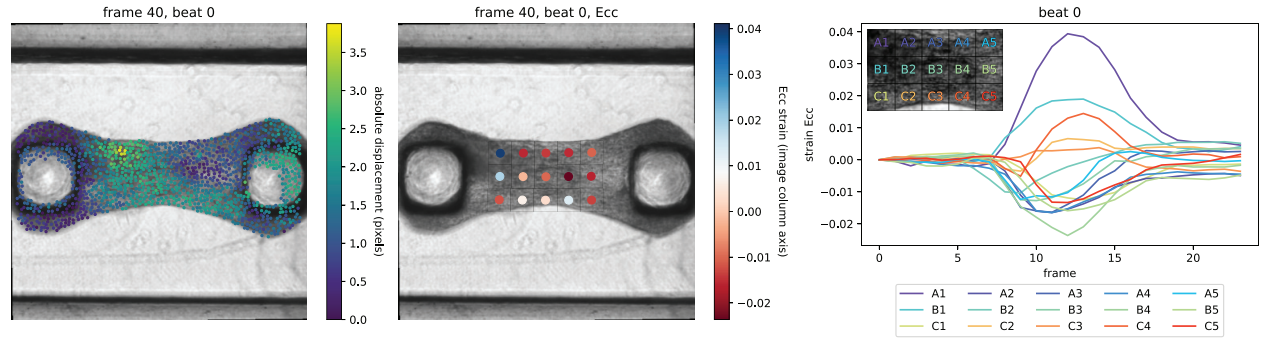 frame 40, beat 0
3.5
3.0
2.5
2.0
1.5
1.0
0.5
0.0
absolute displacement (pixels)
frame 40, beat 0, Ecc
0.04
0.03
0.02
0.01
0.00
−0.01
−0.02
Ecc strain (image column axis)
beat 0
0.04
0.03
0.02
0.01
0.00
−0.01
−0.02
strain Ecc
A1 A2 A3 A4 A5
B1 B2 B3 B4 B5
C1 C2 C3 C4 C5
0 5 10 15 20
frame
A1 A2 A3 A4 A5
B1 B2 B3 B4 B5
C1 C2 C3 C4 C5